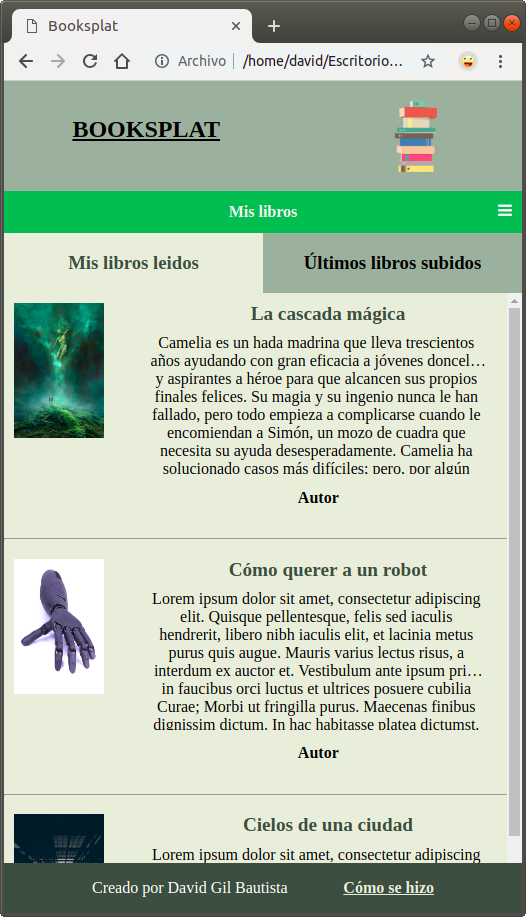 Booksplat
Archivo
/home/david/Escritorio…
BOOKSPLAT
Mis libros
Mis libros leidos
Últimos libros subidos
La cascada mágica
Camelia es un hada madrina que lleva trescientos
años ayudando con gran eficacia a jóvenes doncel…
y aspirantes a héroe para que alcancen sus propios
finales felices. Su magia y su ingenio nunca le han
fallado, pero todo empieza a complicarse cuando le
encomiendan a Simón, un mozo de cuadra que
necesita su ayuda desesperadamente. Camelia ha
solucionado casos más difíciles; pero, por algún
Autor
Cómo querer a un robot
Lorem ipsum dolor sit amet, consectetur adipiscing
elit. Quisque pellentesque, felis sed iaculis
hendrerit, libero nibh iaculis elit, et lacinia metus
purus quis augue. Mauris varius lectus risus, a
interdum ex auctor et. Vestibulum ante ipsum pri…
in faucibus orci luctus et ultrices posuere cubilia
Curae; Morbi ut fringilla purus. Maecenas finibus
dignissim dictum. In hac habitasse platea dictumst.
Autor
Cielos de una ciudad
Lorem ipsum dolor sit amet, consectetur adipiscing
Creado por David Gil Bautista
Cómo se hizo